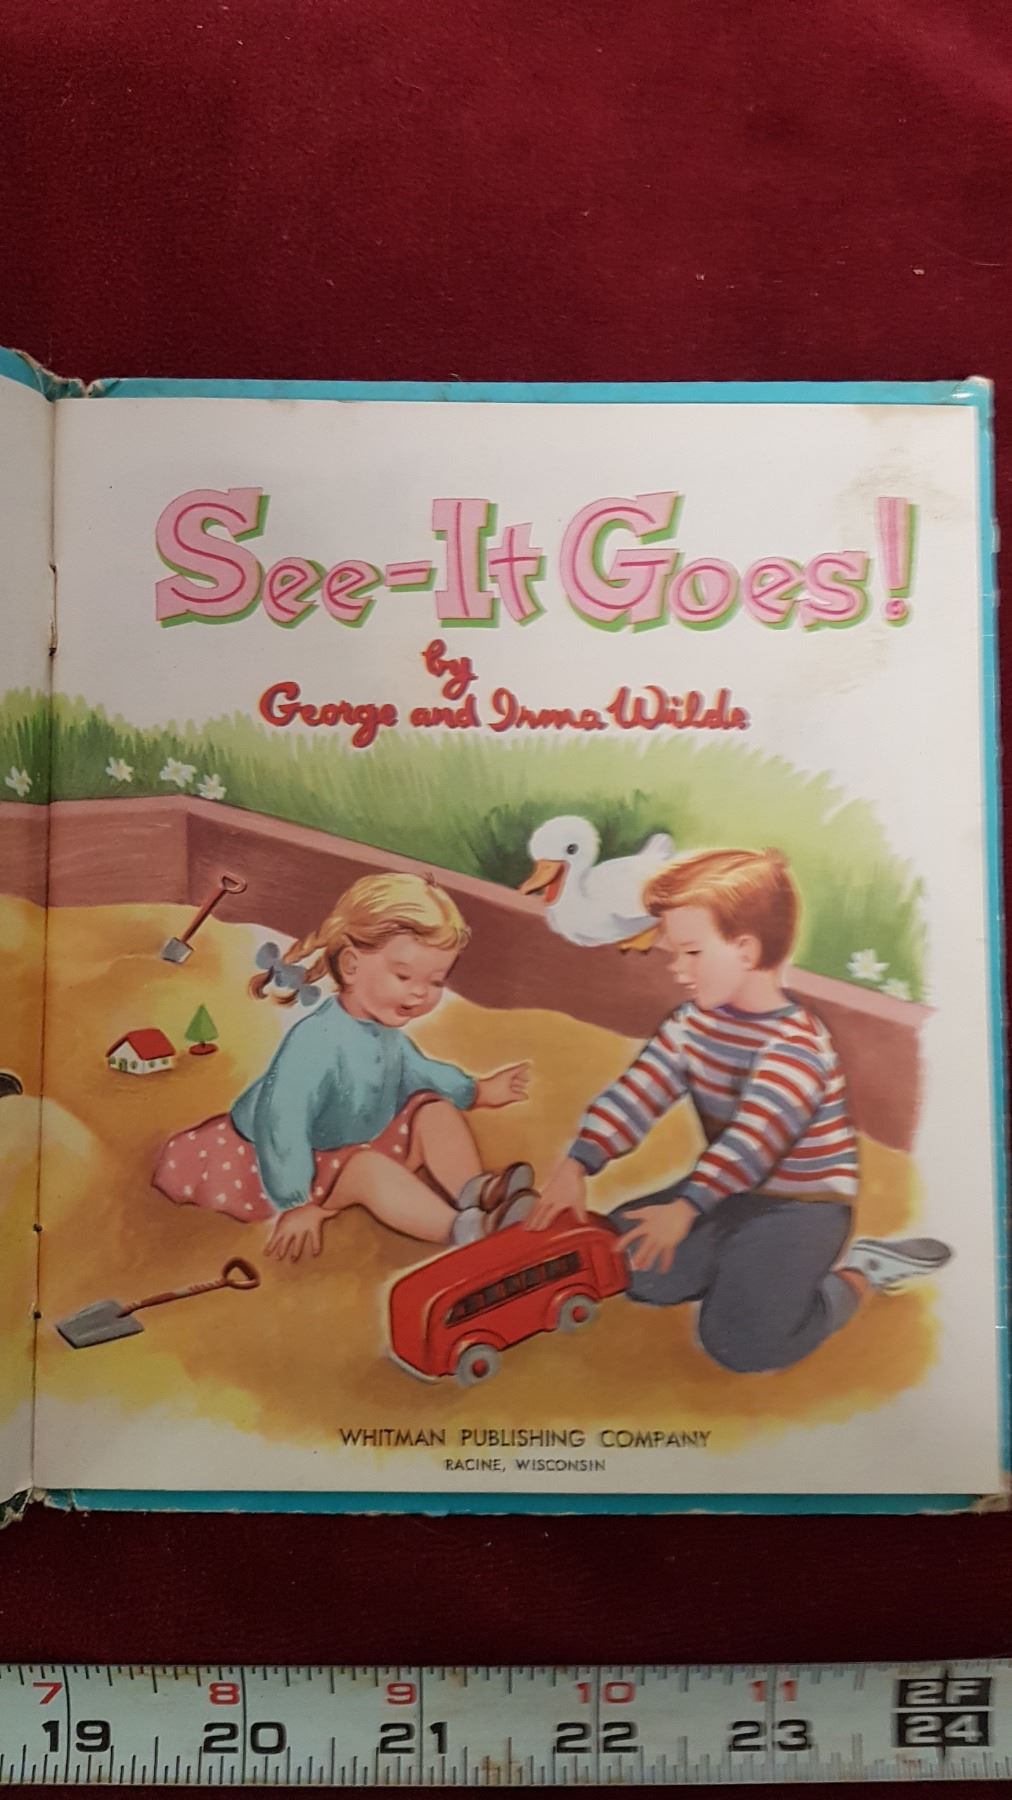 See-It Goes!
by
George and Irma Wilde
WHITMAN PUBLISHING COMPANY
RACINE, WISCONSIN
7 8 9 10 11 2F
19 20 21 22 23 24